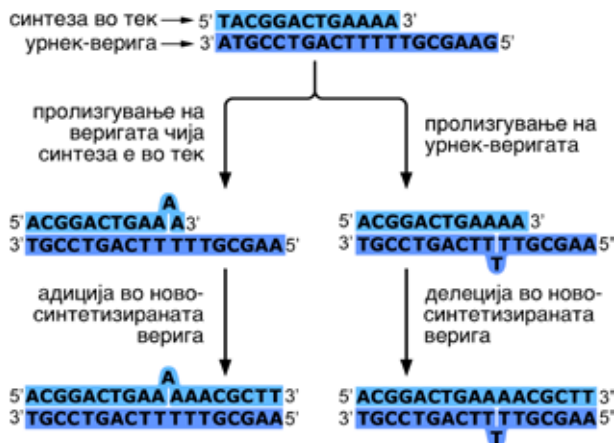 синтеза во тек 5' TACGGACTGAAAA 3'
урнек-верига 3' ATGCCTGACTTTTTGCGAAG 5'
пролизгување на
веригата чија
синтеза е во тек
пролизгување на
урнек-веригата
A
5' ACGGACTGAA A 3'
3' TGCCTGACTT TTTGCGAA 5'
5' ACGGACTGAAAA 3'
3' TGCCTGACTT TTGCGAA 5'
T
адиција во ново-
синтетизираната
верига
делеција во ново-
синтетизираната
верига
A
5' ACGGACTGAA AAACGCTT 3'
3' TGCCTGACTTTTTGCGAA 5'
5' ACGGACTGAAAACGCTT 3'
3' TGCCTGACTT TTGCGAA 5'
T